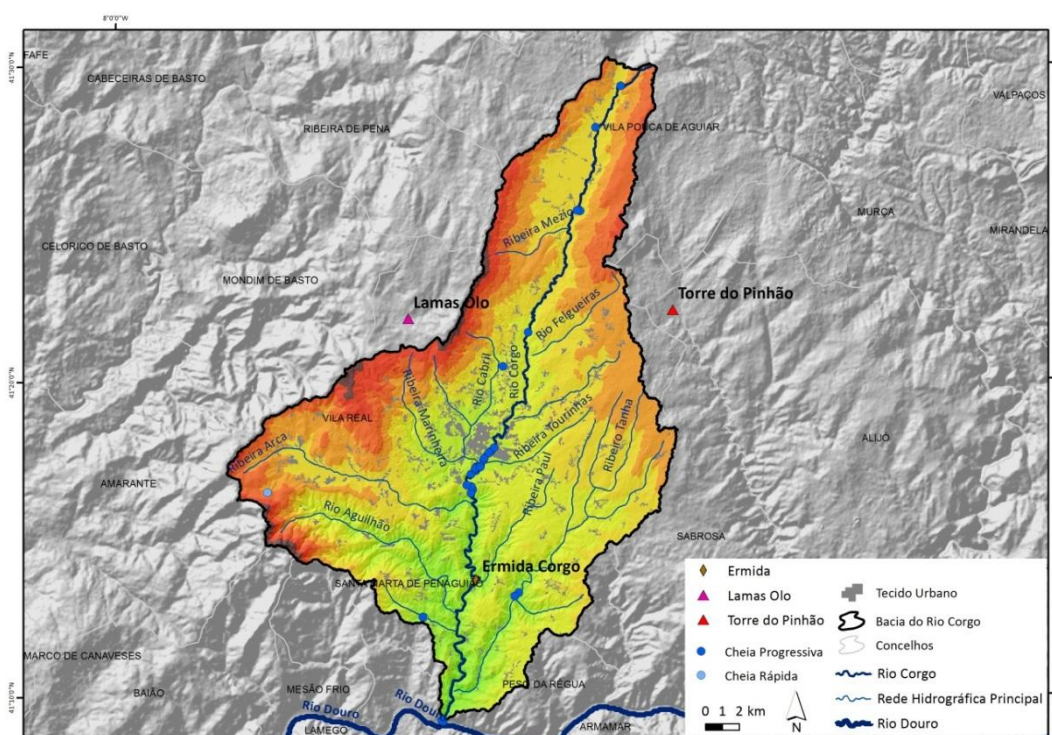 8°0'0"W
FAFE
CABECEIRAS DE BASTO
VALPAÇOS
VILA POUCA DE AGUIAR
RIBEIRA DE PENA
Ribeira Mezio
MURÇA
MIRANDELA
CELORICO DE BASTO
MONDIM DE BASTO
Lamas Olo
Torre do Pinhão
Rio Felgueiras
Rio Cabril
Rio Corgo
Ribeira Marinheira
VILA REAL
Ribeira Tourinhas
Ribeiro Tanha
Ribeira Arca
Ribeira Paul
ALIJÓ
AMARANTE
Rio Aguilhão
SABROSA
Ermida Corgo
SANTA MARTA DE PENAGUIÃO
MARCO DE CANAVESES
BAIÃO
MESÃO FRIO
PESO DA RÉGUA
Rio Douro
Rio Douro
LAMEGO
ARMAMAR
Ermida
Lamas Olo
Torre do Pinhão
Cheia Progressiva
Cheia Rápida
0 1 2 km
N
Tecido Urbano
Bacia do Rio Corgo
Concelhos
Rio Corgo
Rede Hidrográfica Principal
Rio Douro